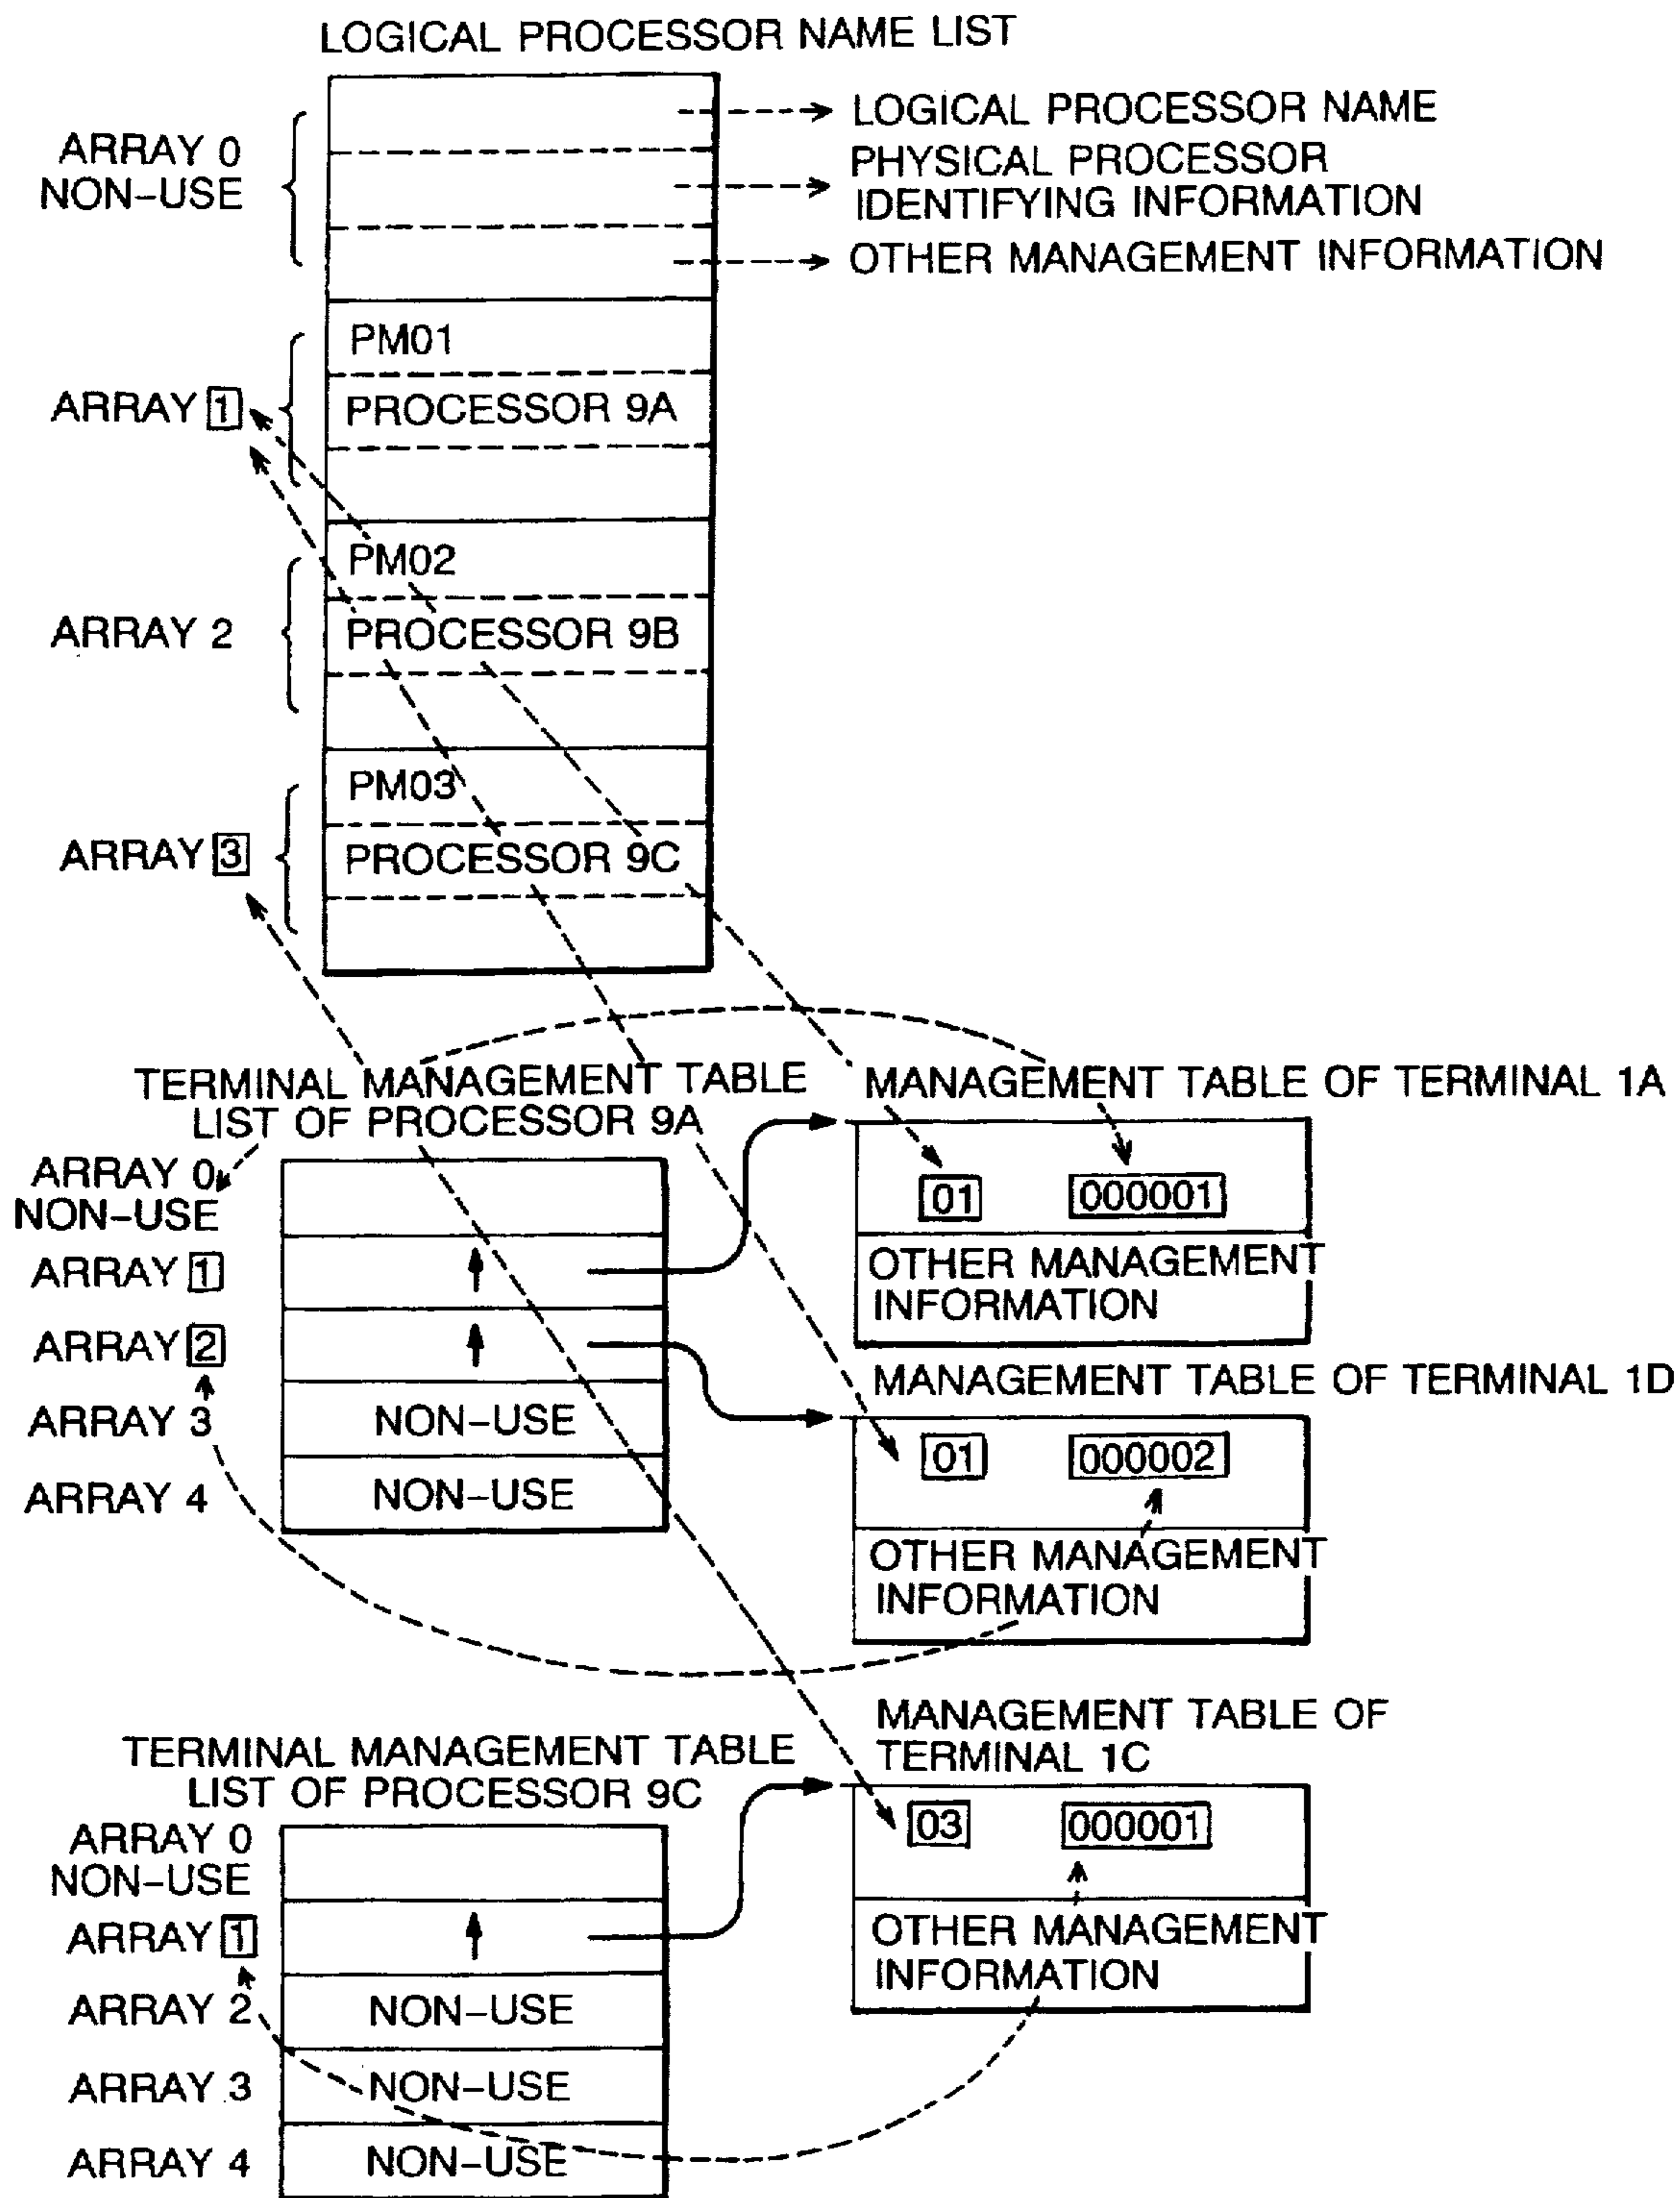 LOGICAL PROCESSOR NAME LIST
ARRAY 0
NON-USE
LOGICAL PROCESSOR NAME
PHYSICAL PROCESSOR
IDENTIFYING INFORMATION
OTHER MANAGEMENT INFORMATION
ARRAY 1
PM01
PROCESSOR 9A
ARRAY 2
PM02
PROCESSOR 9B
ARRAY 3
PM03
PROCESSOR 9C
TERMINAL MANAGEMENT TABLE
LIST OF PROCESSOR 9A
ARRAY 0
NON-USE
ARRAY 1
ARRAY 2
ARRAY 3
NON-USE
ARRAY 4
NON-USE
MANAGEMENT TABLE OF TERMINAL 1A
01 000001
OTHER MANAGEMENT
INFORMATION
MANAGEMENT TABLE OF TERMINAL 1D
01 000002
OTHER MANAGEMENT
INFORMATION
TERMINAL MANAGEMENT TABLE
LIST OF PROCESSOR 9C
ARRAY 0
NON-USE
ARRAY 1
ARRAY 2
NON-USE
ARRAY 3
NON-USE
ARRAY 4
NON-USE
MANAGEMENT TABLE OF
TERMINAL 1C
03 000001
OTHER MANAGEMENT
INFORMATION